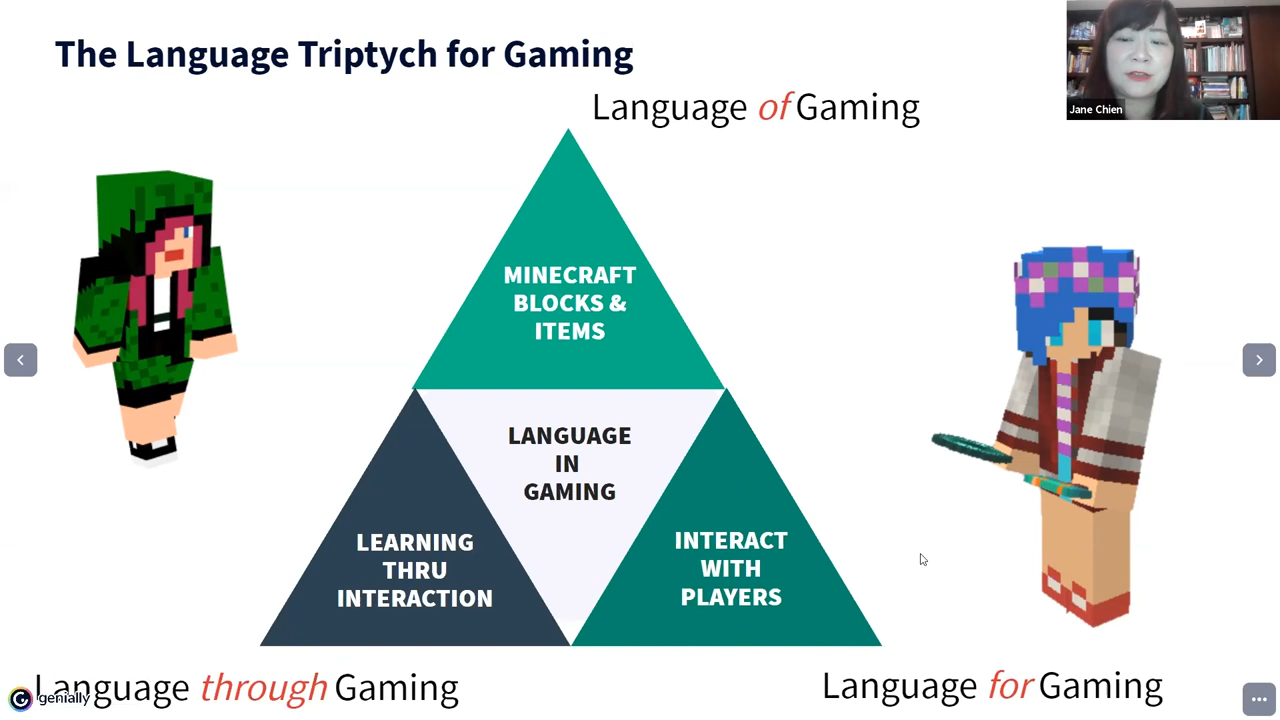 The Language Triptych for Gaming
Jane Chien
Language of Gaming
MINECRAFT
BLOCKS &
ITEMS
LANGUAGE
IN
GAMING
LEARNING
THRU
INTERACTION
INTERACT
WITH
PLAYERS
Language through Gaming
genially
Language for Gaming